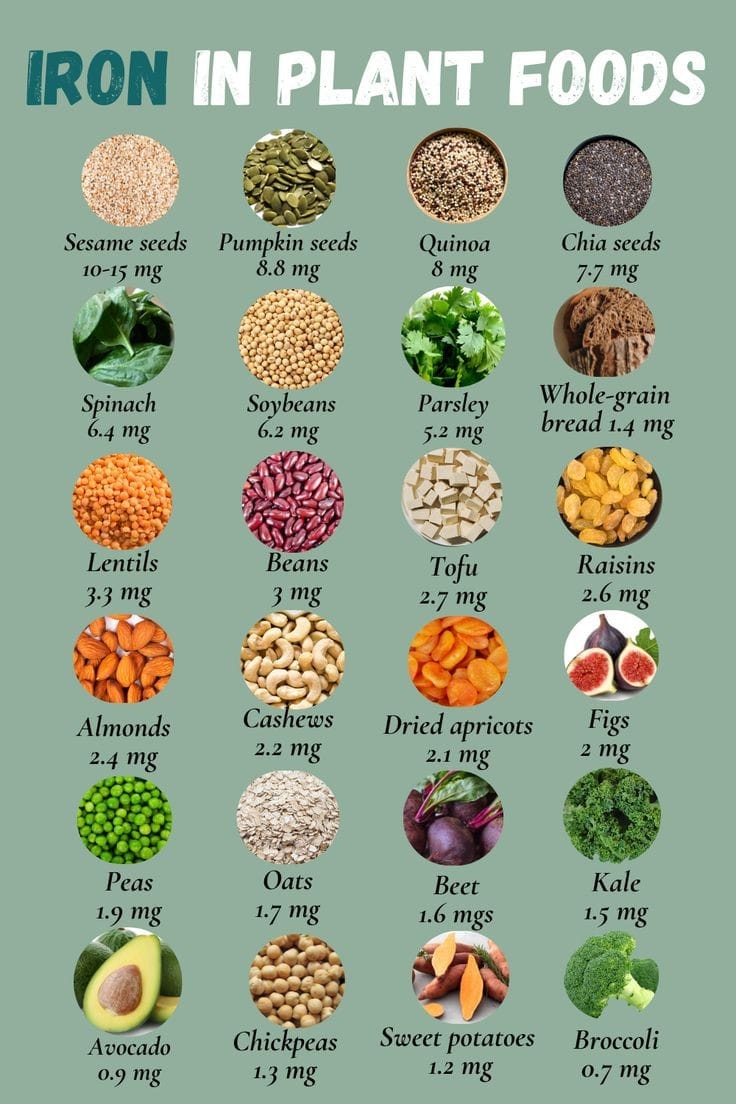 IRON IN PLANT FOODS
Sesame seeds
10-15 mg
Pumpkin seeds
8.8 mg
Quinoa
8 mg
Chia seeds
7.7 mg
Spinach
6.4 mg
Soybeans
6.2 mg
Parsley
5.2 mg
Whole-grain
bread 1.4 mg
Lentils
3.3 mg
Beans
3 mg
Tofu
2.7 mg
Raisins
2.6 mg
Almonds
2.4 mg
Cashews
2.2 mg
Dried apricots
2.1 mg
Figs
2 mg
Peas
1.9 mg
Oats
1.7 mg
Beet
1.6 mgs
Kale
1.5 mg
Avocado
0.9 mg
Chickpeas
1.3 mg
Sweet potatoes
1.2 mg
Broccoli
0.7 mg